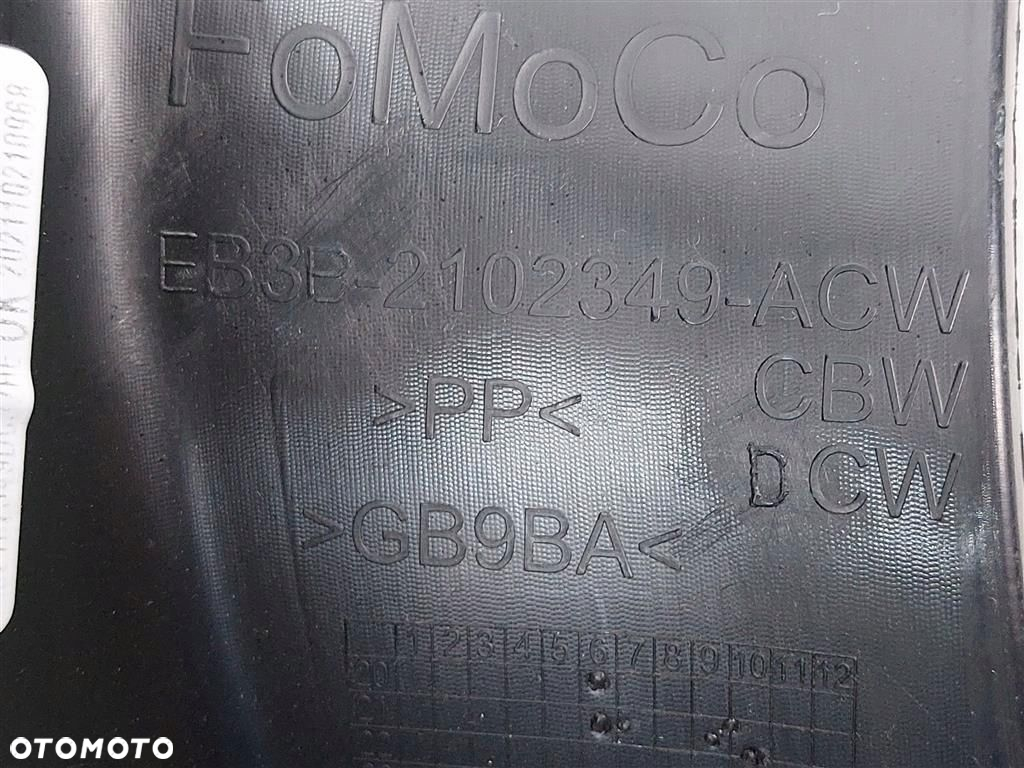 FoMoCo
EB3B-2102349-ACW
CBW
DCW
>PP<
>GB9BA<
1 2 3 4 5 6 7 8 9 10 11 12
201
OTOMOTO